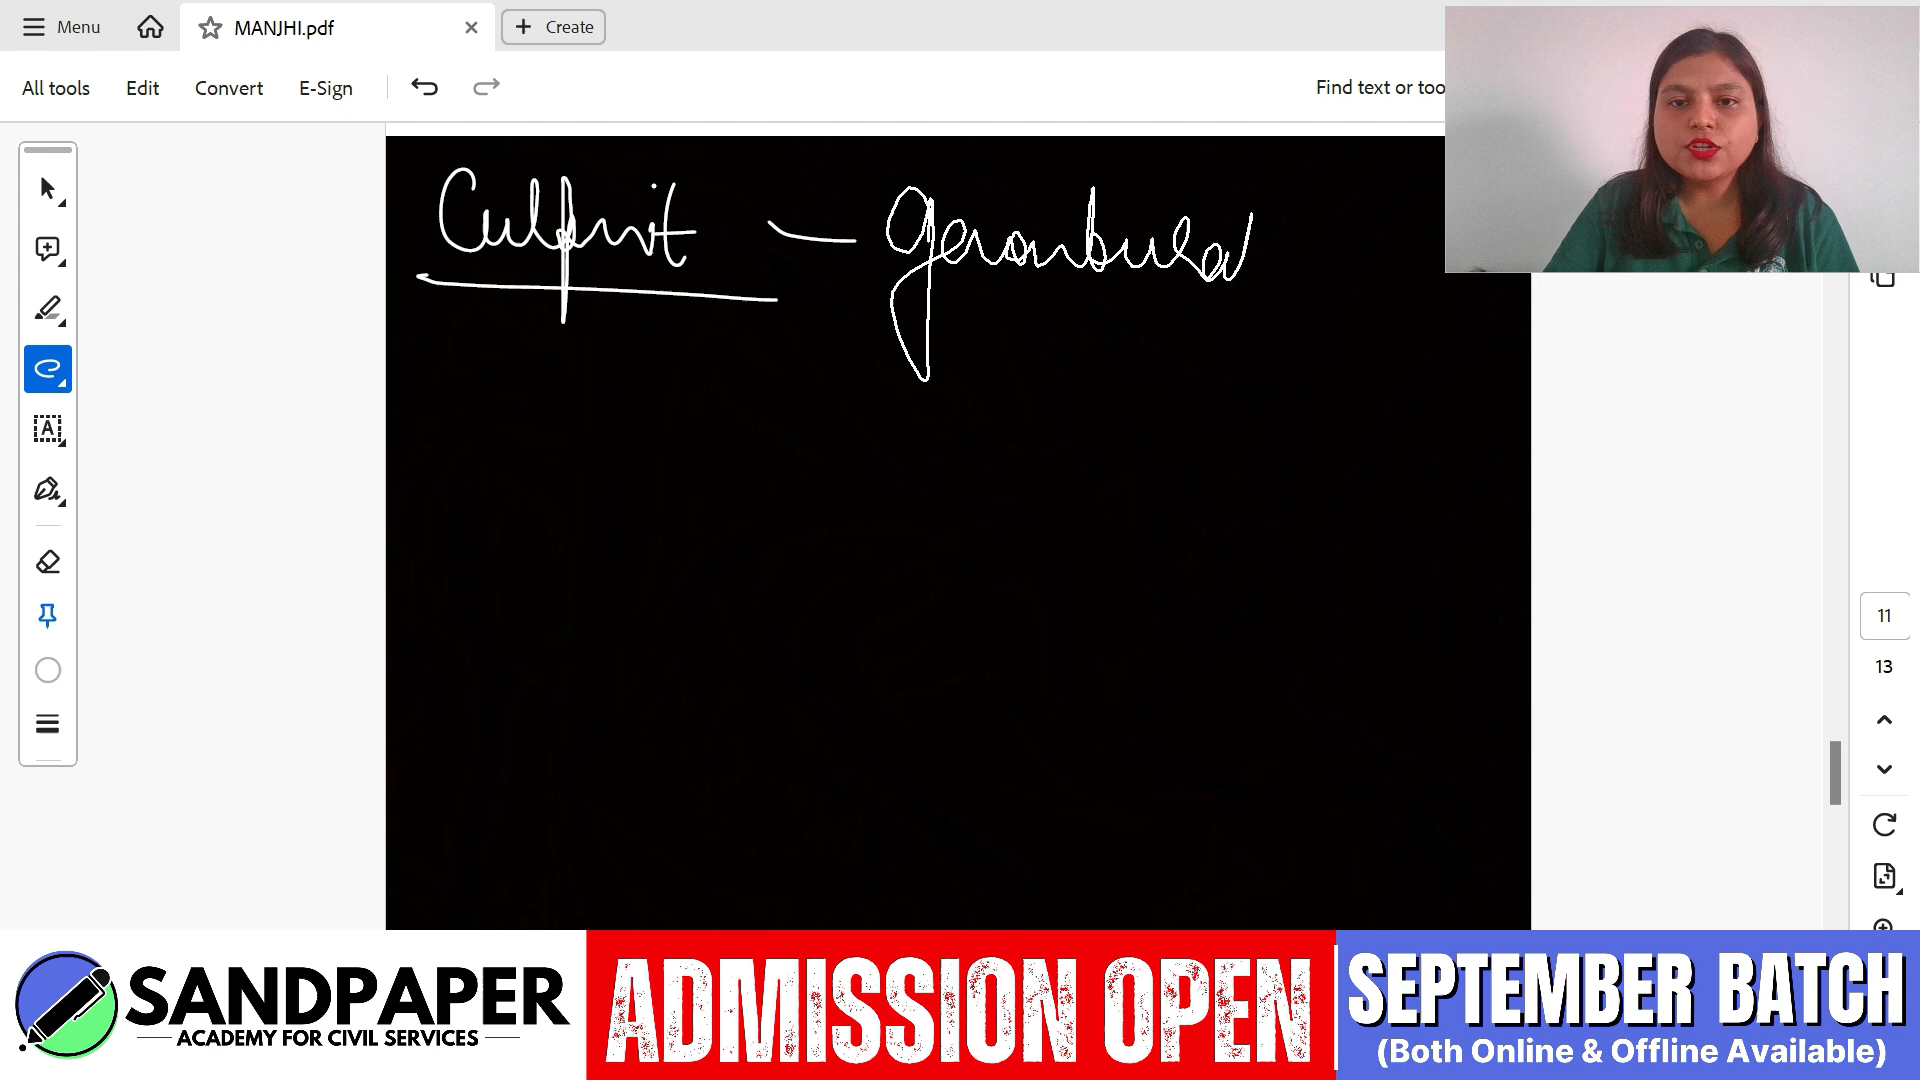 Menu
MANJHI.pdf
Create
All tools
Edit
Convert
E-Sign
Find text or too
Culprit –
11
13
SANDPAPER
ACADEMY FOR CIVIL SERVICES
ADMISSION OPEN
SEPTEMBER BATCH
(Both Online & Offline Available)